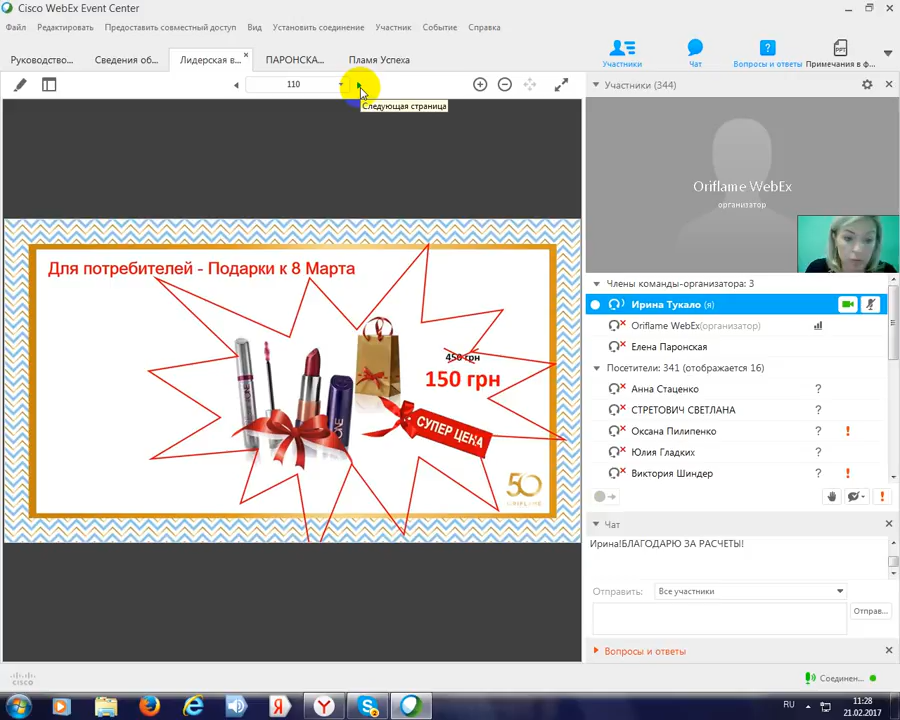 Cisco WebEx Event Center
Файл Редактировать Предоставить совместный доступ Вид Установить соединение Участник Событие Справка
Руководство... Сведения об... Лидерская в... ПАРОНСКА... Пламя Успеха
Участники Чат Вопросы и ответы Примечания в ф...
110
Следующая страница
Участники (344)
Oriflame WebEx
организатор
Для потребителей - Подарки к 8 Марта
450 грн
150 грн
СУПЕР ЦЕНА
50
ORIFLAME
Члены команды-организатора: 3
Ирина Тукало (я)
Oriflame WebEx(организатор)
Елена Паронская
Посетители: 341 (отображается 16)
Анна Стаценко ?
СТРЕТОВИЧ СВЕТЛАНА ?
Оксана Пилипенко ? !
Юлия Гладких ?
Виктория Шиндер ? !
Чат
Ирина!БЛАГОДАРЮ ЗА РАСЧЕТЫ!
Отправить: Все участники
Отправ...
Вопросы и ответы
cisco
Соединен...
RU
11:28
21.02.2017